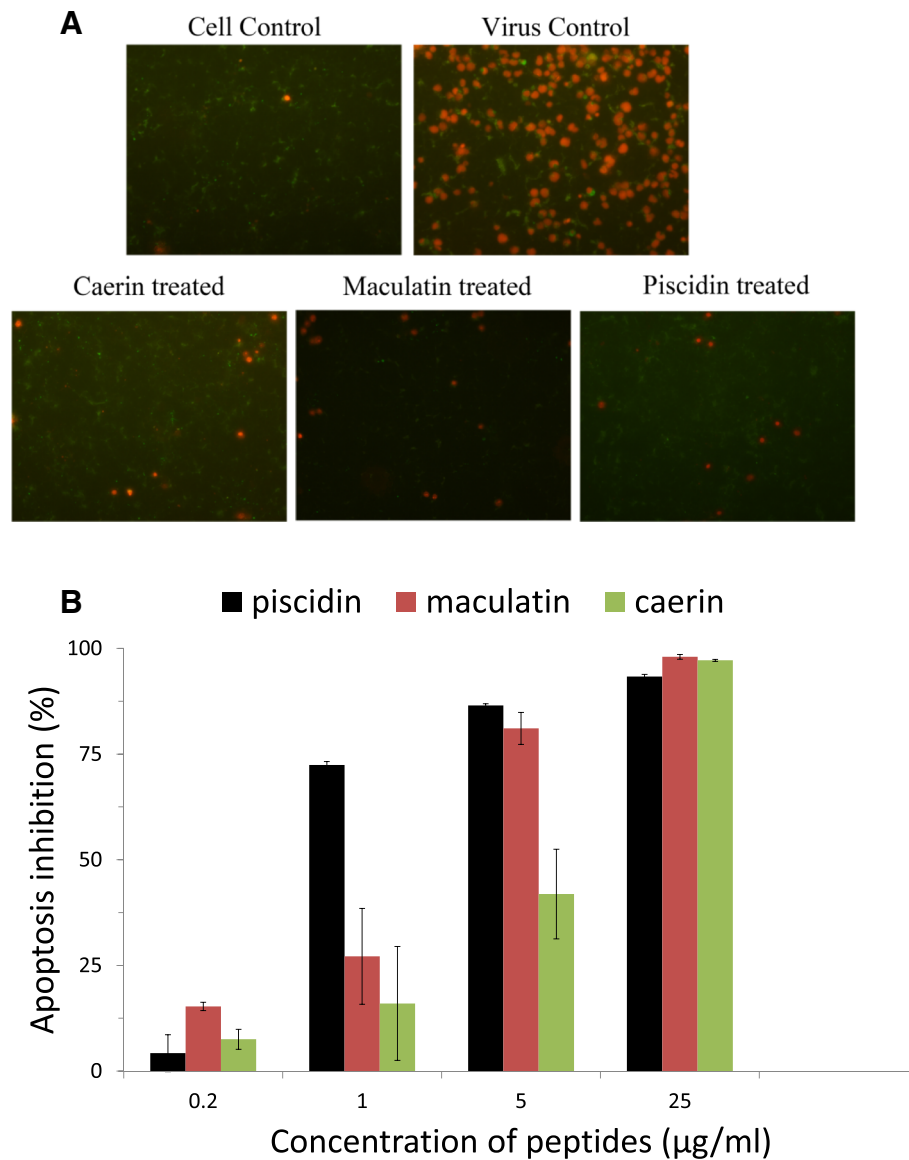 A
Cell Control
Virus Control
Caerin treated
Maculatin treated
Piscidin treated
B
piscidin
maculatin
caerin
Apoptosis inhibition (%)
100
75
50
25
0
0.2
1
5
25
Concentration of peptides (μg/ml)